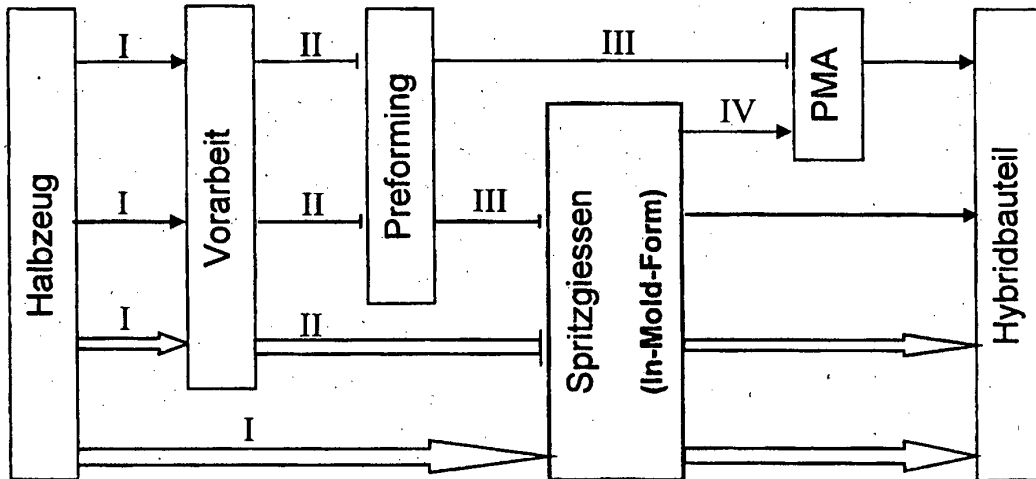 Halbzeug
I
I
I
I
Vorarbeit
II
II
II
Preforming
III
III
Spritzgiessen
(In-Mold-Form)
IV
PMA
Hybridbauteil